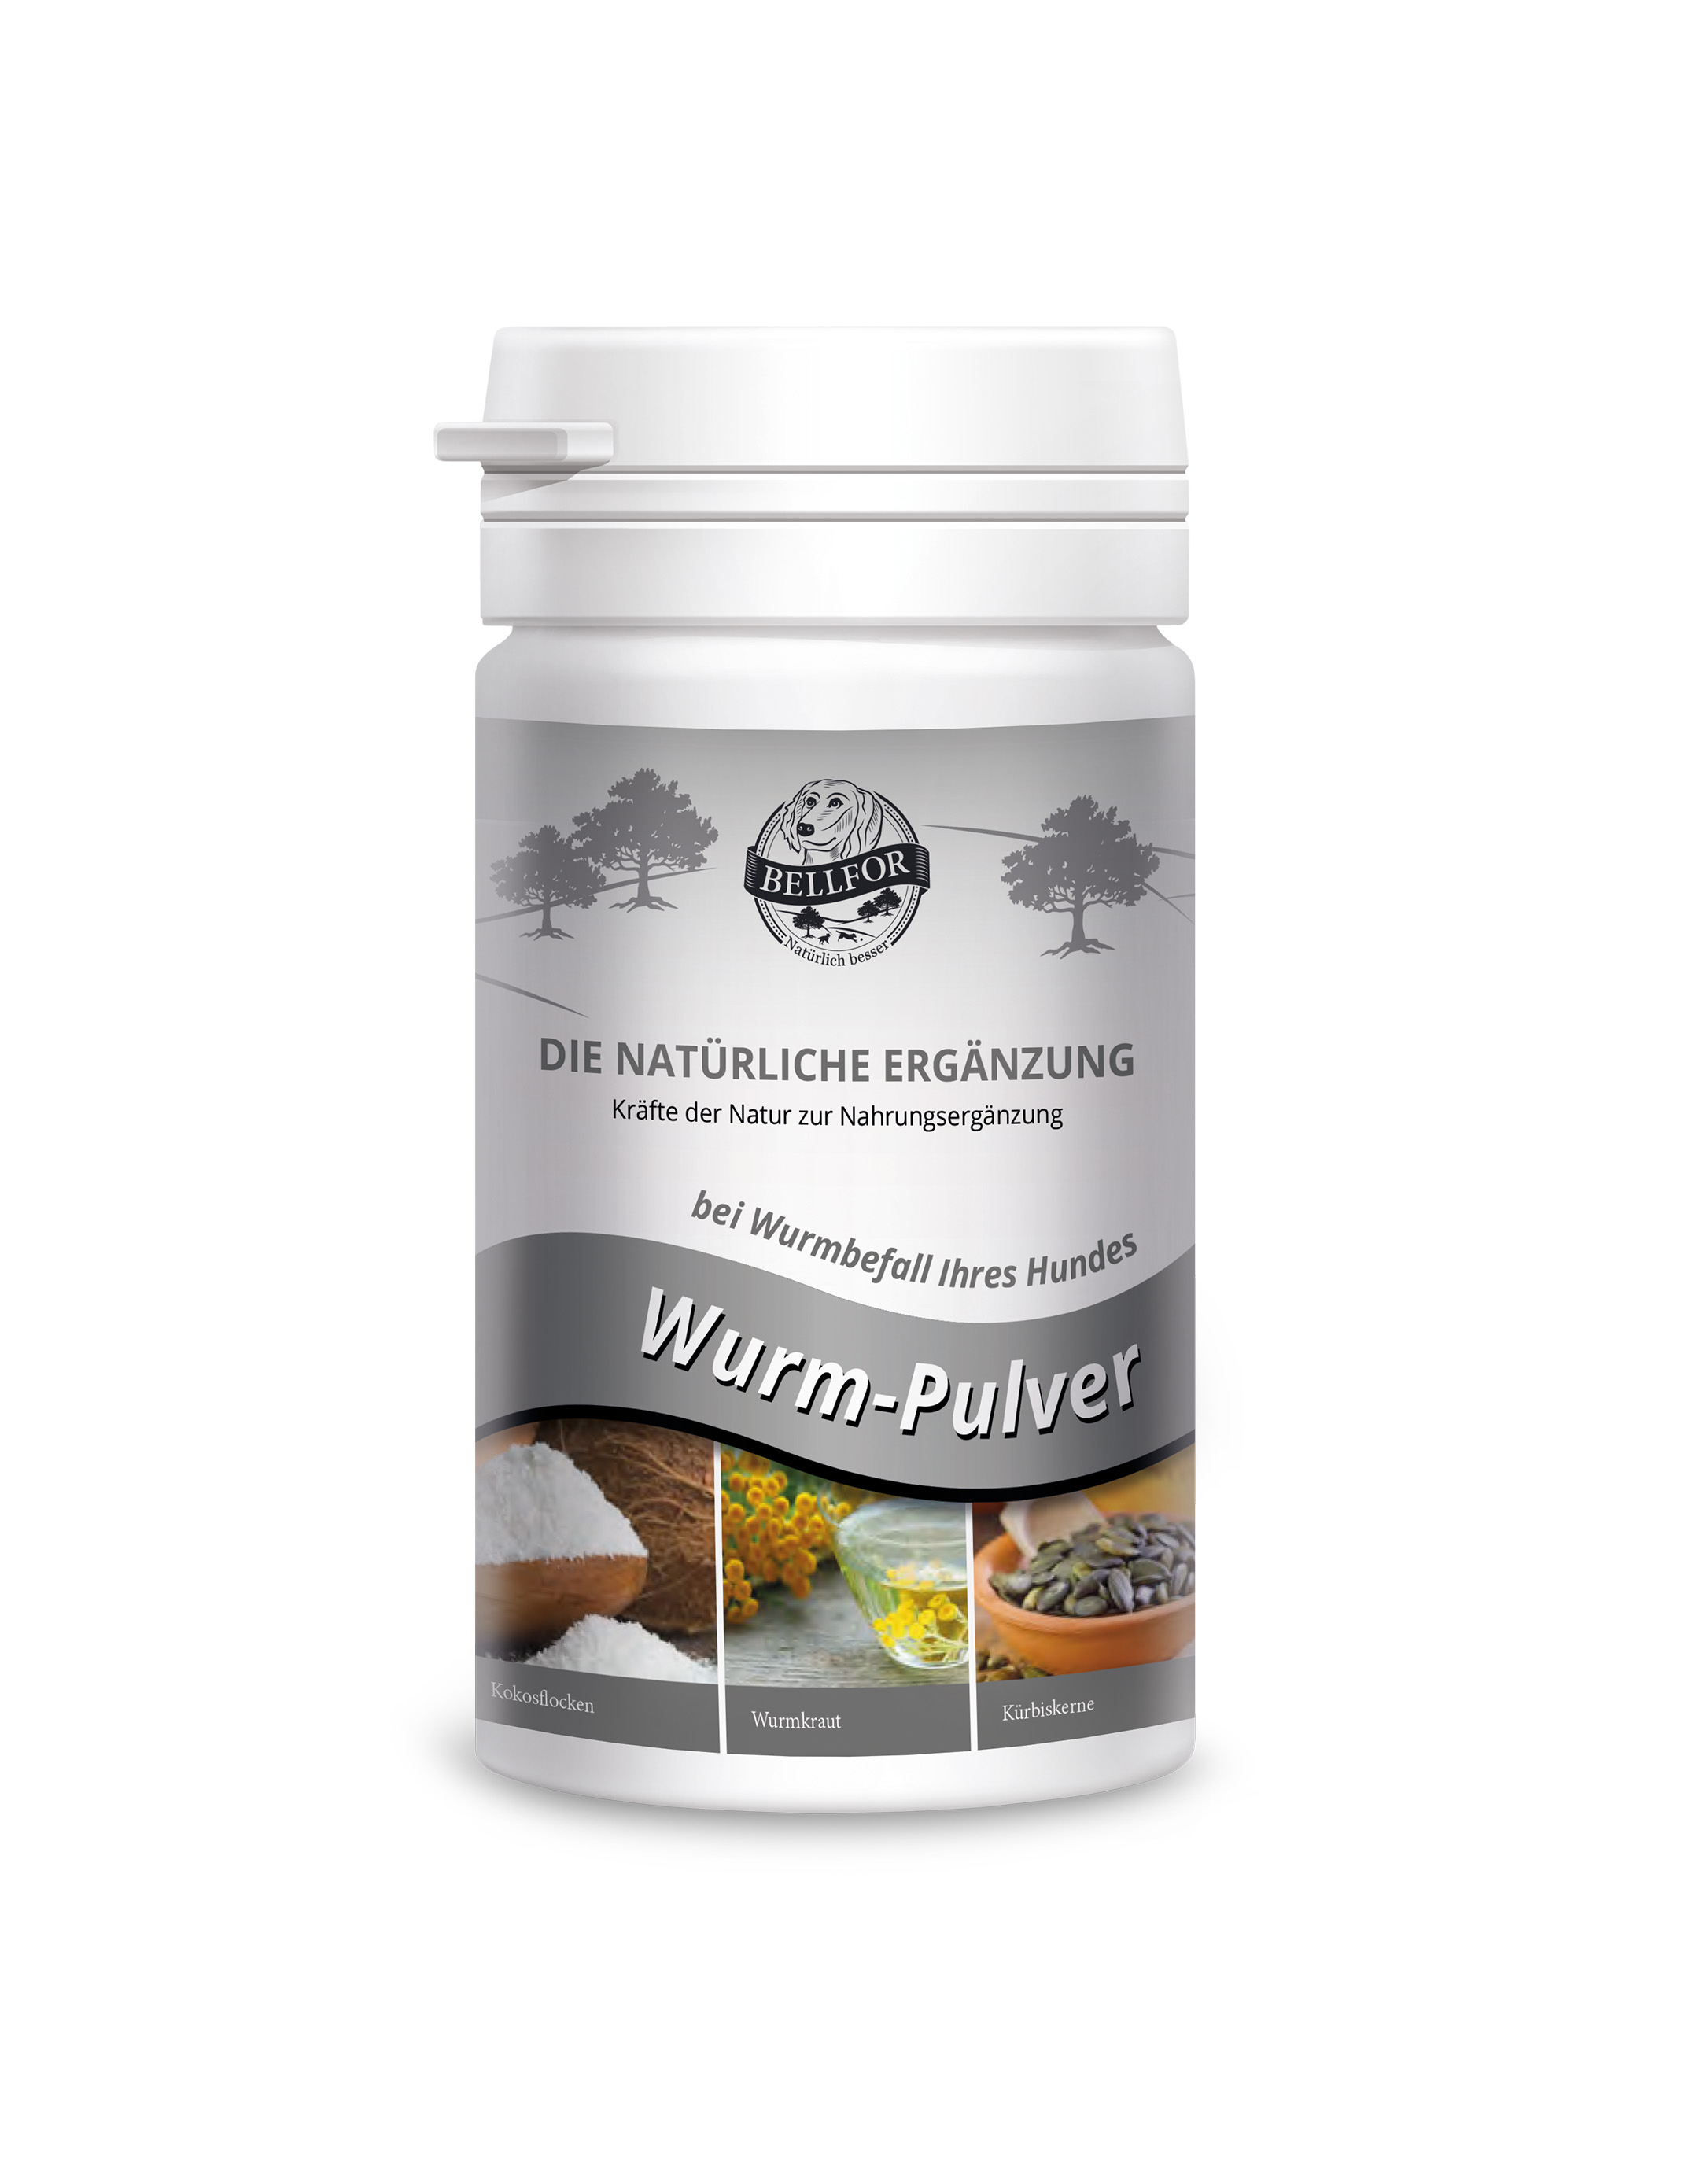 BELLFOR
Natürlich besser
DIE NATÜRLICHE ERGÄNZUNG
Kräfte der Natur zur Nahrungsergänzung
bei Wurmbefall Ihres Hundes
Wurm-Pulver
Kokosflocken
Wurmkraut
Kürbiskerne